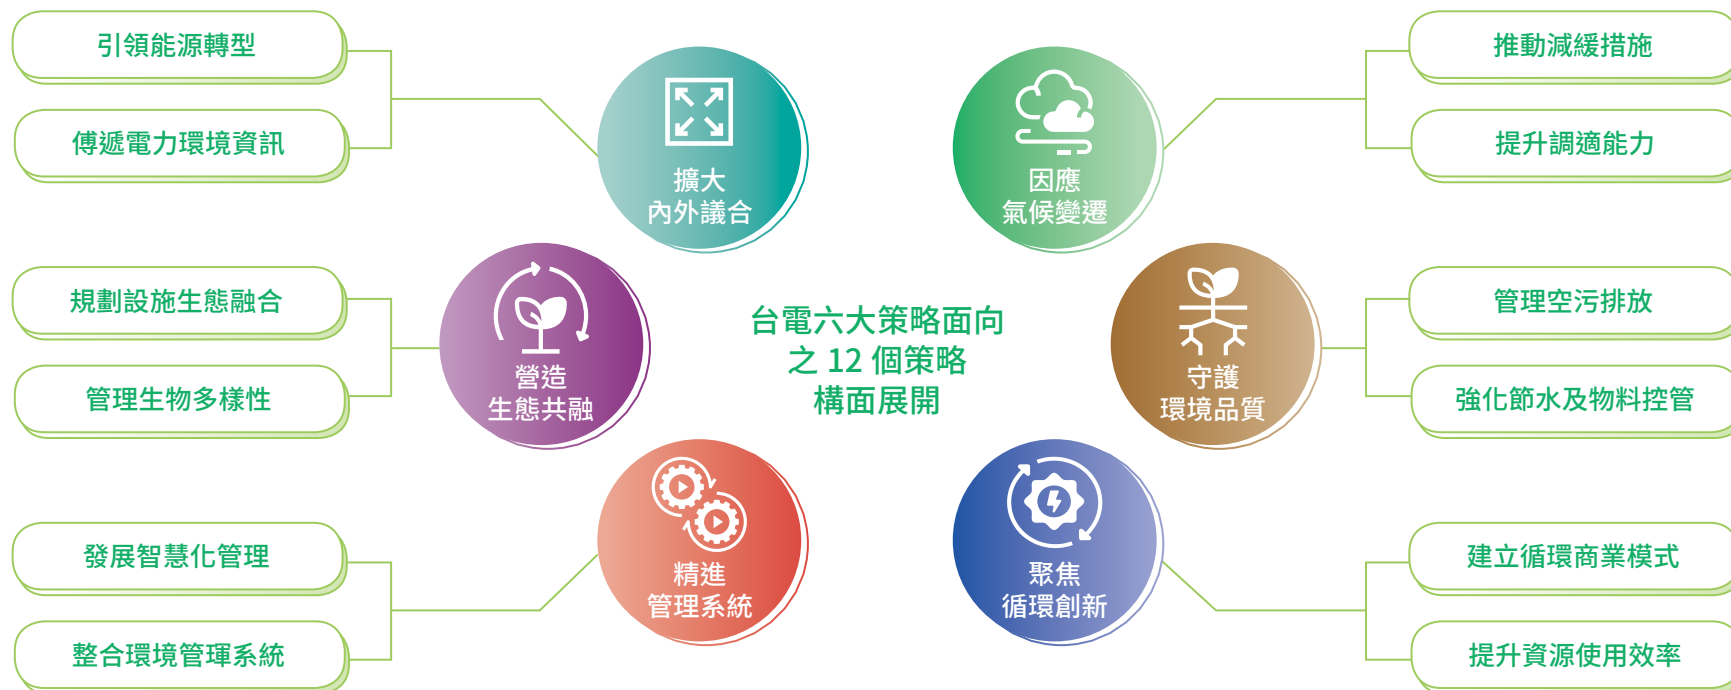 引領能源轉型
傅遞電力環境資訊
擴大
內外議合
因應
氣候變遷
推動減緩措施
提升調適能力
規劃設施生態融合
管理生物多樣性
營造
生態共融
台電六大策略面向
之 12 個策略
構面展開
守護
環境品質
管理空污排放
強化節水及物料控管
發展智慧化管理
整合環境管琿系統
精進
管理系統
聚焦
循環創新
建立循環商業模式
提升資源使用效率